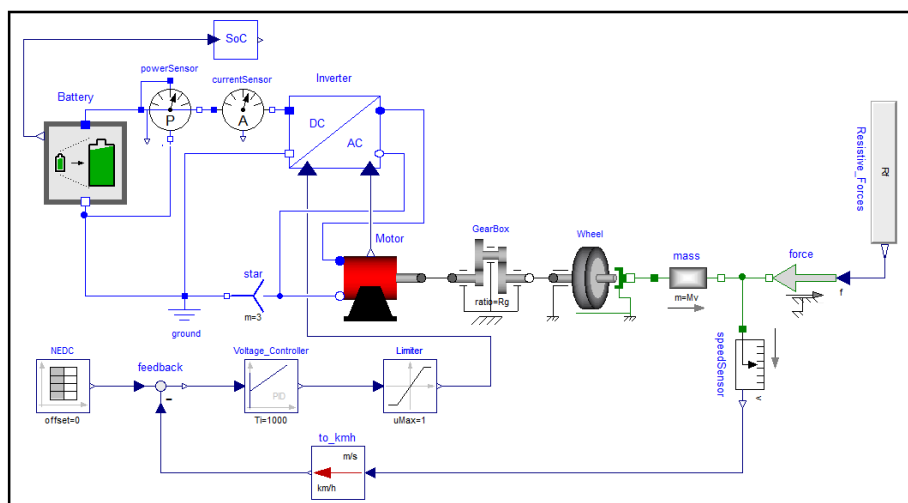 SoC
powerSensor
currentSensor
Inverter
Battery
P
A
DC
AC
Resistive_Forces
Rf
Motor
GearBox
Wheel
mass
force
star
ratio=Rg
m=Mv
f
m=3
ground
speedSensor
NEDC
feedback
Voltage_Controller
Limiter
PID
v
offset=0
Ti=1000
uMax=1
to_kmh
m/s
km/h